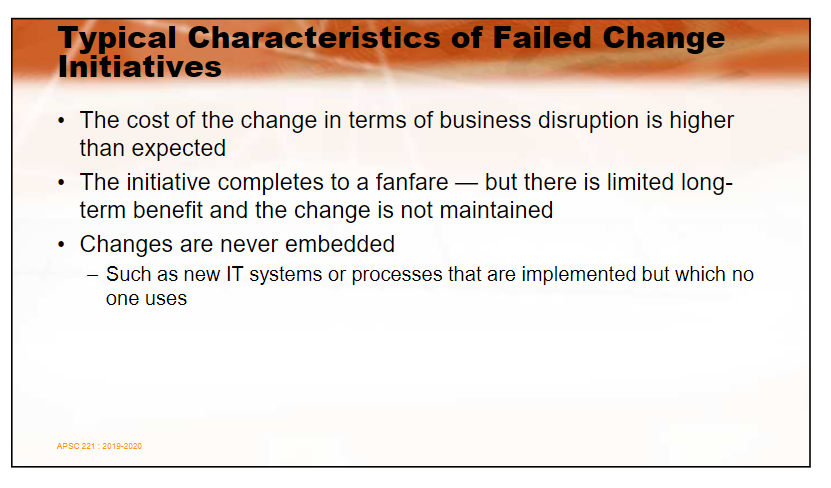 Typical Characteristics of Failed Change
Initiatives
• The cost of the change in terms of business disruption is higher
than expected
• The initiative completes to a fanfare — but there is limited long-
term benefit and the change is not maintained
• Changes are never embedded
– Such as new IT systems or processes that are implemented but which no
one uses
APSC 221 : 2019-2020